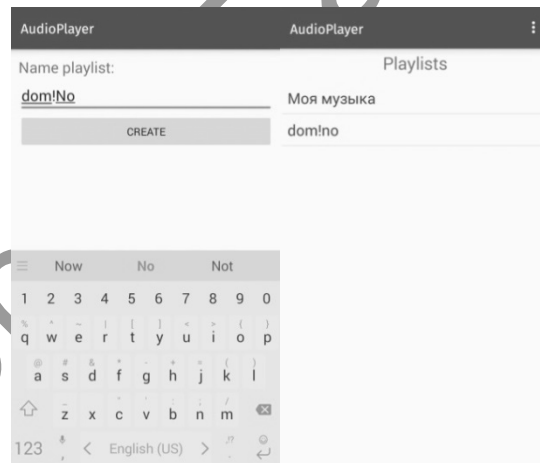 AudioPlayer
Name playlist:
dom!No
CREATE
Now No Not
1 2 3 4 5 6 7 8 9 0
q w e r t y u i o p
a s d f g h j k l
z x c v b n m
123 , < English (US) > .
AudioPlayer
Playlists
Моя музыка
dom!no